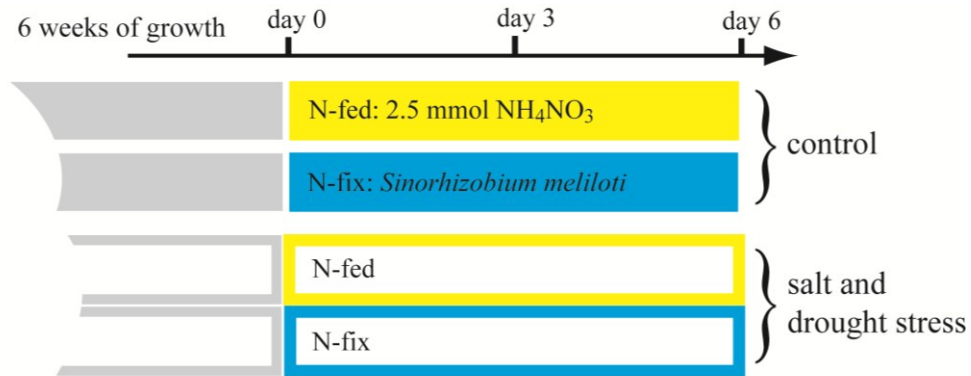 6 weeks of growth
day 0
day 3
day 6
N-fed: 2.5 mmol NH₄NO₃
N-fix: Sinorhizobium meliloti
control
N-fed
N-fix
salt and
drought stress